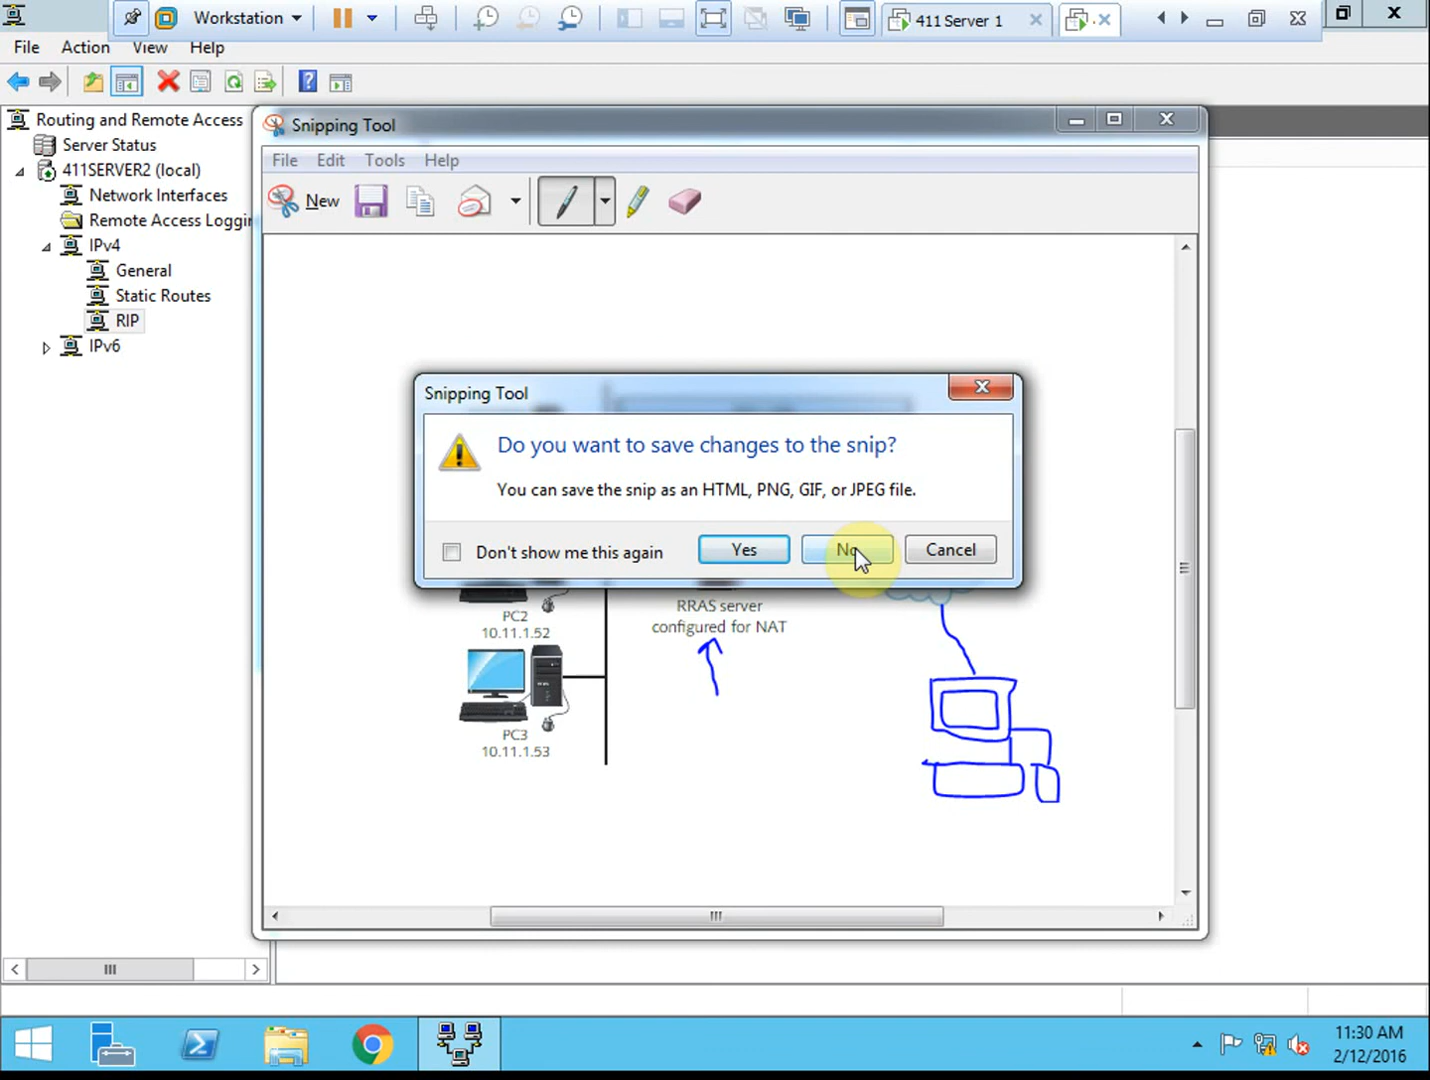 Workstation
411 Server 1
File Action View Help
Routing and Remote Access
Server Status
411SERVER2 (local)
Network Interfaces
Remote Access Loggin
IPv4
General
Static Routes
RIP
IPv6
Snipping Tool
File Edit Tools Help
New
Snipping Tool
Do you want to save changes to the snip?
You can save the snip as an HTML, PNG, GIF, or JPEG file.
Don't show me this again
Yes
No
Cancel
PC2
10.11.1.52
RRAS server
configured for NAT
PC3
10.11.1.53
11:30 AM
2/12/2016